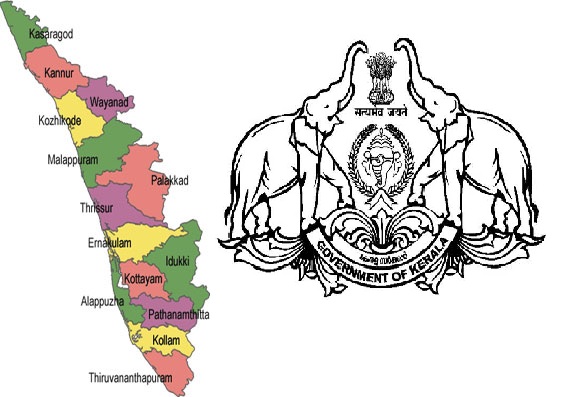 Kasaragod
Kannur
Wayanad
Kozhikode
Malappuram
Palakkad
Thrissur
Ernakulam
Idukki
Kottayam
Alappuzha
Pathanamthitta
Kollam
Thiruvananthapuram
सत्यमेव जयते
GOVERNMENT OF KERALA